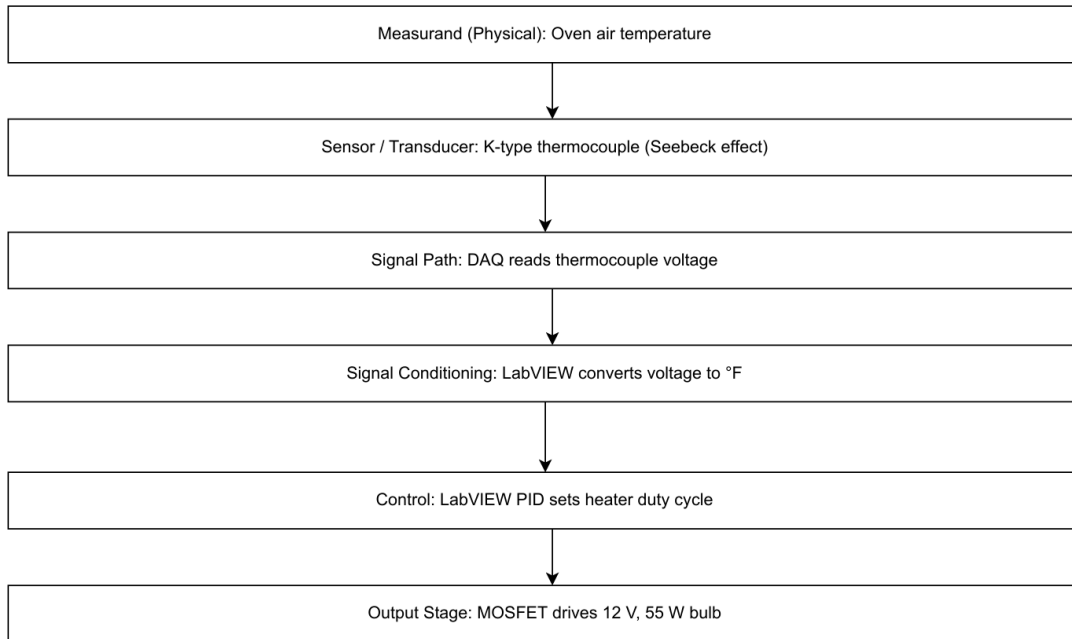 Measurand (Physical): Oven air temperature
Sensor / Transducer: K-type thermocouple (Seebeck effect)
Signal Path: DAQ reads thermocouple voltage
Signal Conditioning: LabVIEW converts voltage to °F
Control: LabVIEW PID sets heater duty cycle
Output Stage: MOSFET drives 12 V, 55 W bulb